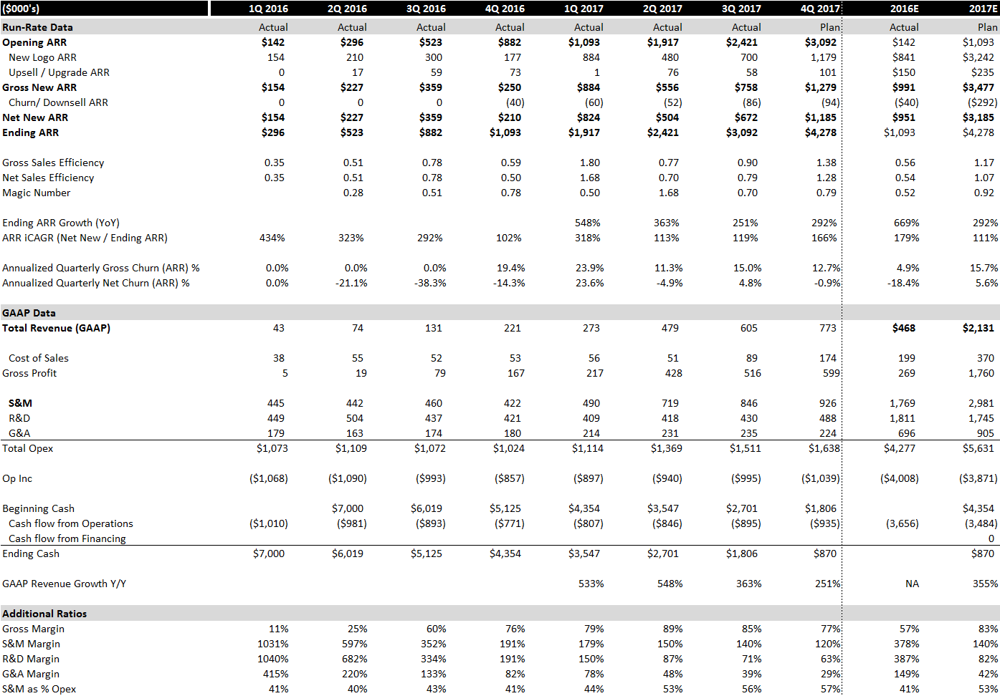 ($000's) 1Q 2016 2Q 2016 3Q 2016 4Q 2016 1Q 2017 2Q 2017 3Q 2017 4Q 2017 2016E 2017E
Run-Rate Data Actual Actual Actual Actual Actual Actual Actual Plan Actual Plan
Opening ARR $142 $296 $523 $882 $1,093 $1,917 $2,421 $3,092 $142 $1,093
New Logo ARR 154 210 300 177 884 480 700 1,179 $841 $3,242
Upsell / Upgrade ARR 0 17 59 73 1 76 58 101 $150 $235
Gross New ARR $154 $227 $359 $250 $884 $556 $758 $1,279 $991 $3,477
Churn/ Downsell ARR 0 0 0 (40) (60) (52) (86) (94) ($40) ($292)
Net New ARR $154 $227 $359 $210 $824 $504 $672 $1,185 $951 $3,185
Ending ARR $296 $523 $882 $1,093 $1,917 $2,421 $3,092 $4,278 $1,093 $4,278
Gross Sales Efficiency 0.35 0.51 0.78 0.59 1.80 0.77 0.90 1.38 0.56 1.17
Net Sales Efficiency 0.35 0.51 0.78 0.50 1.68 0.70 0.79 1.28 0.54 1.07
Magic Number 0.28 0.51 0.78 0.50 1.68 0.70 0.79 0.52 0.92
Ending ARR Growth (YoY) 548% 363% 251% 292% 669% 292%
ARR iCAGR (Net New / Ending ARR) 434% 323% 292% 102% 318% 113% 119% 166% 179% 111%
Annualized Quarterly Gross Churn (ARR) % 0.0% 0.0% 0.0% 19.4% 23.9% 11.3% 15.0% 12.7% 4.9% 15.7%
Annualized Quarterly Net Churn (ARR) % 0.0% -21.1% -38.3% -14.3% 23.6% -4.9% 4.8% -0.9% -18.4% 5.6%
GAAP Data
Total Revenue (GAAP) 43 74 131 221 273 479 605 773 $468 $2,131
Cost of Sales 38 55 52 53 56 51 89 174 199 370
Gross Profit 5 19 79 167 217 428 516 599 269 1,760
S&M 445 442 460 422 490 719 846 926 1,769 2,981
R&D 449 504 437 421 409 418 430 488 1,811 1,745
G&A 179 163 174 180 214 231 235 224 696 905
Total Opex $1,073 $1,109 $1,072 $1,024 $1,114 $1,369 $1,511 $1,638 $4,277 $5,631
Op Inc ($1,068) ($1,090) ($993) ($857) ($897) ($940) ($995) ($1,039) ($4,008) ($3,871)
Beginning Cash $7,000 $6,019 $5,125 $4,354 $3,547 $2,701 $1,806 $4,354
Cash flow from Operations ($1,010) ($981) ($893) ($771) ($807) ($846) ($895) ($935) (3,656) (3,484)
Cash flow from Financing 0
Ending Cash $7,000 $6,019 $5,125 $4,354 $3,547 $2,701 $1,806 $870 $870
GAAP Revenue Growth Y/Y 533% 548% 363% 251% NA 355%
Additional Ratios
Gross Margin 11% 25% 60% 76% 79% 89% 85% 77% 57% 83%
S&M Margin 1031% 597% 352% 191% 179% 150% 140% 120% 378% 140%
R&D Margin 1040% 682% 334% 191% 150% 87% 71% 63% 387% 82%
G&A Margin 415% 220% 133% 82% 78% 48% 39% 29% 149% 42%
S&M as % Opex 41% 40% 43% 41% 44% 53% 56% 57% 41% 53%